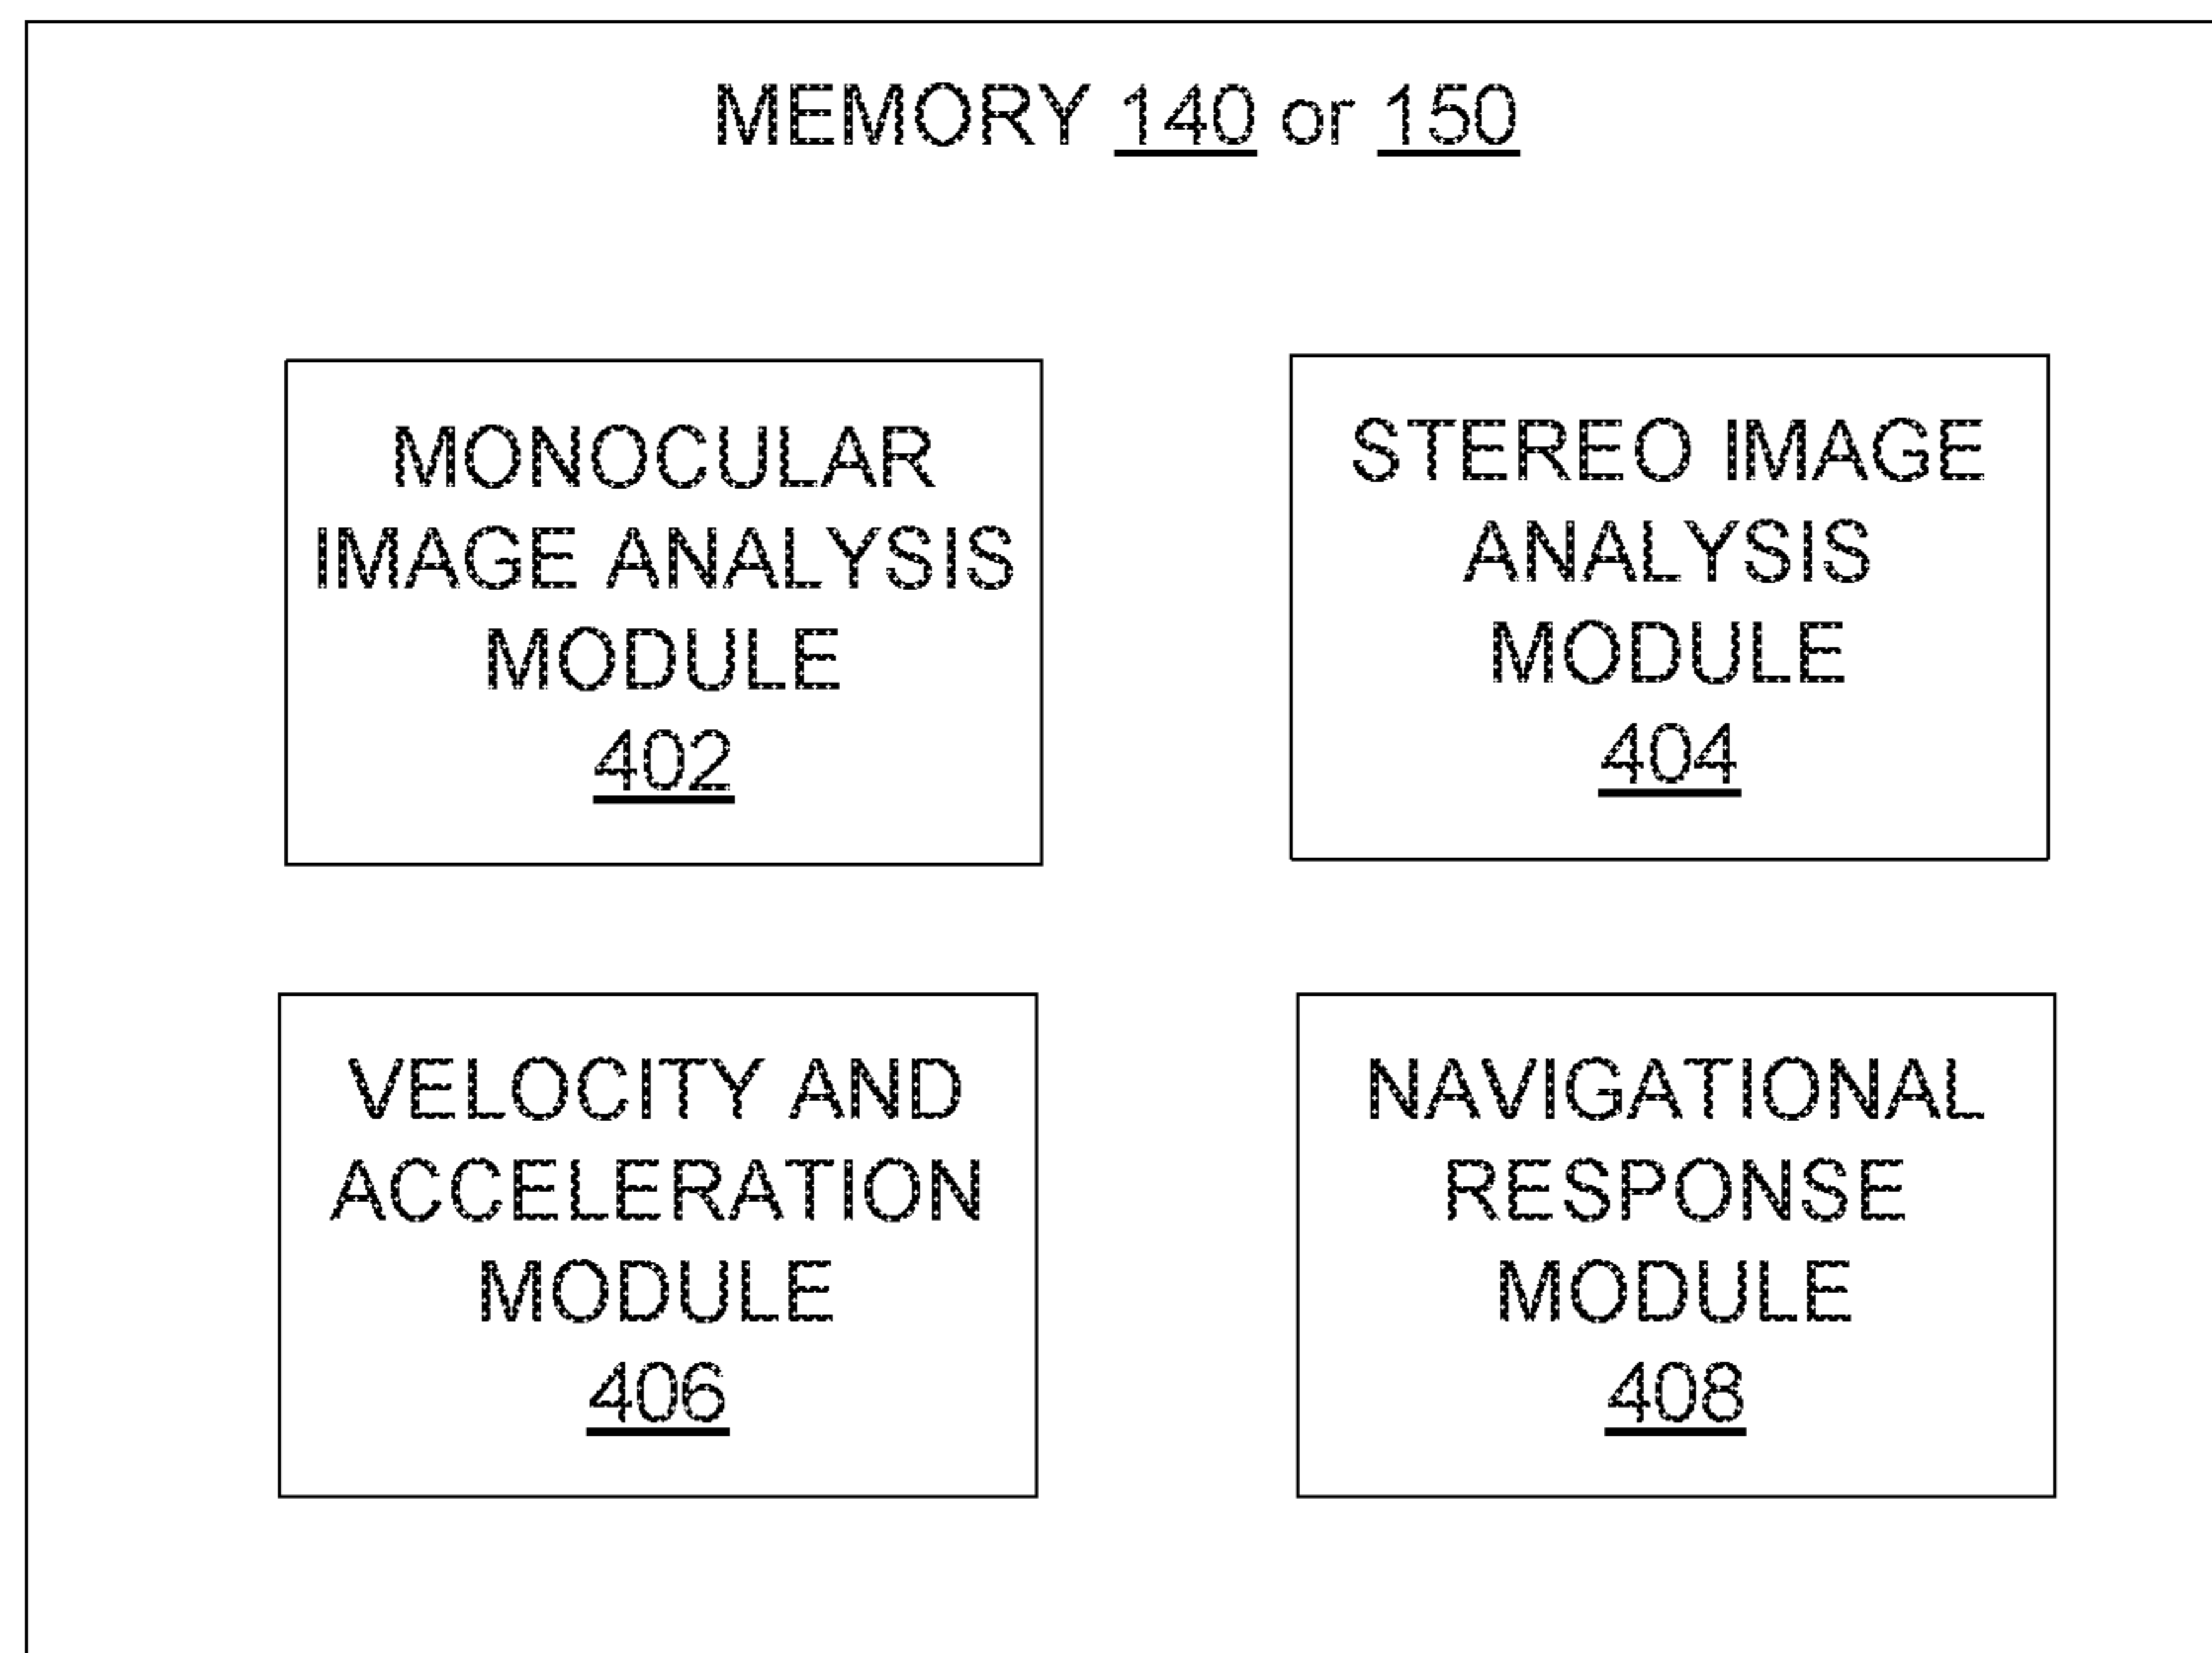 MEMORY 140 or 150
MONOCULAR
IMAGE ANALYSIS
MODULE
402
STEREO IMAGE
ANALYSIS
MODULE
404
VELOCITY AND
ACCELERATION
MODULE
406
NAVIGATIONAL
RESPONSE
MODULE
408